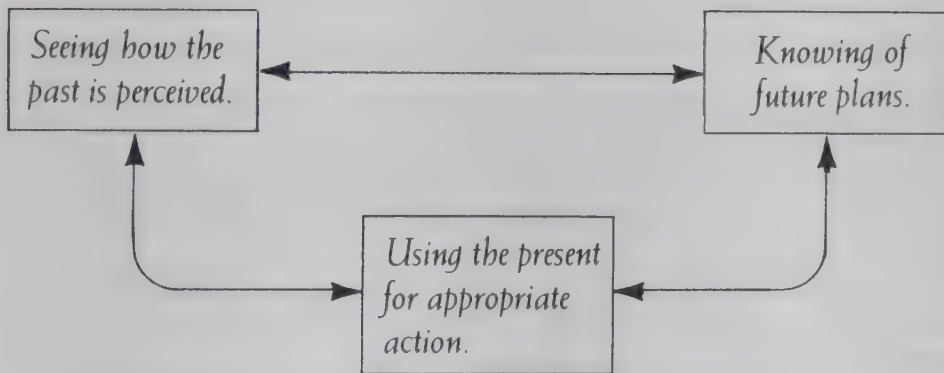 Seeing how the
past is perceived.
Knowing of
future plans.
Using the present
for appropriate
action.